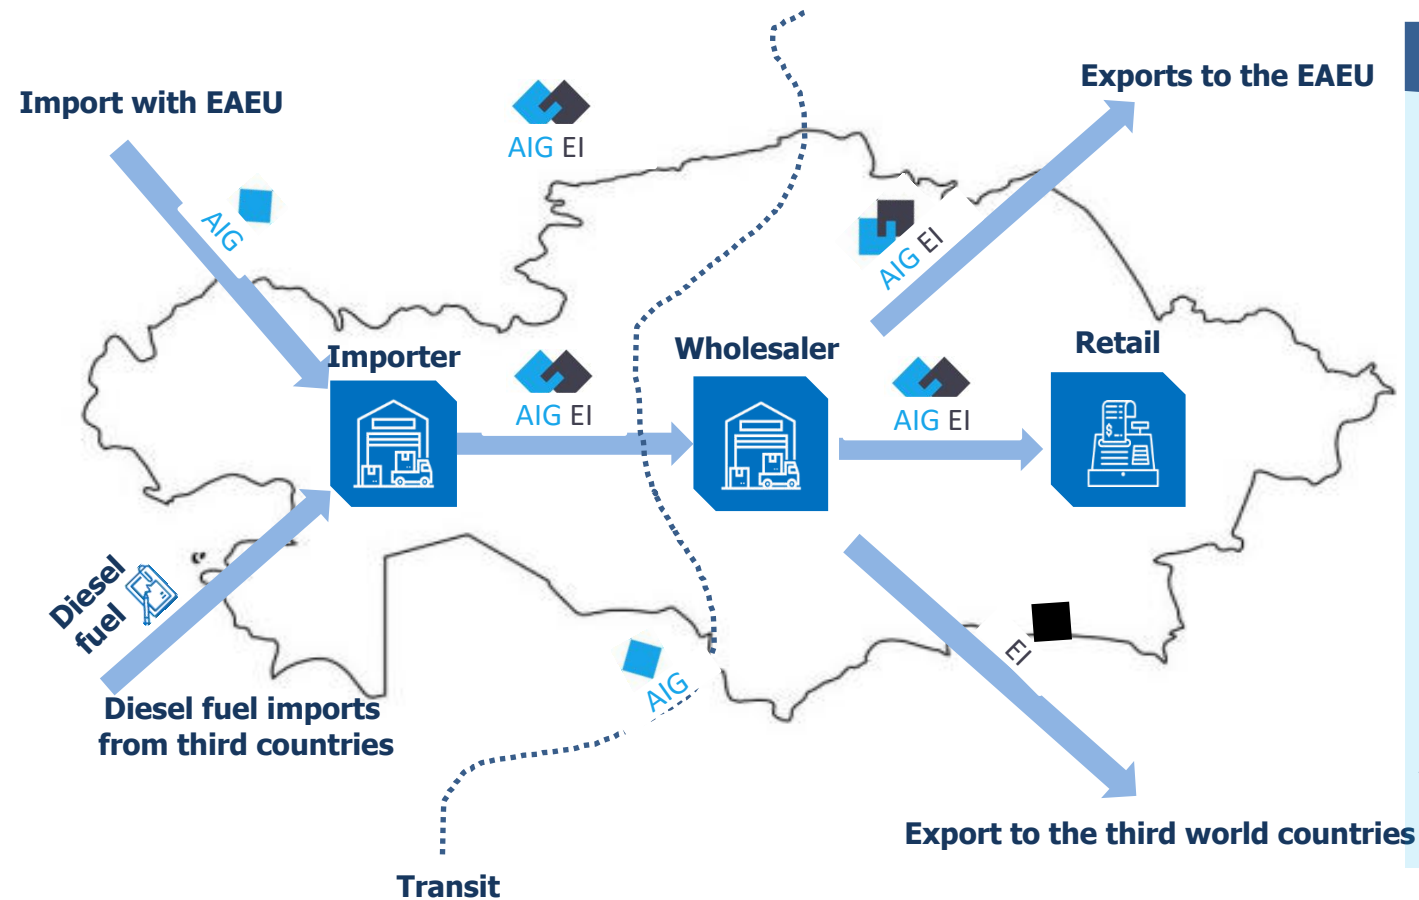 Exports to the EAEU
Import with EAEU
AIG EI
AIG
AIG EI
Importer
Wholesaler
Retail
AIG EI
AIG EI
$
Diesel
fuel
EI
AIG
Diesel fuel imports
from third countries
Export to the third world countries
Transit